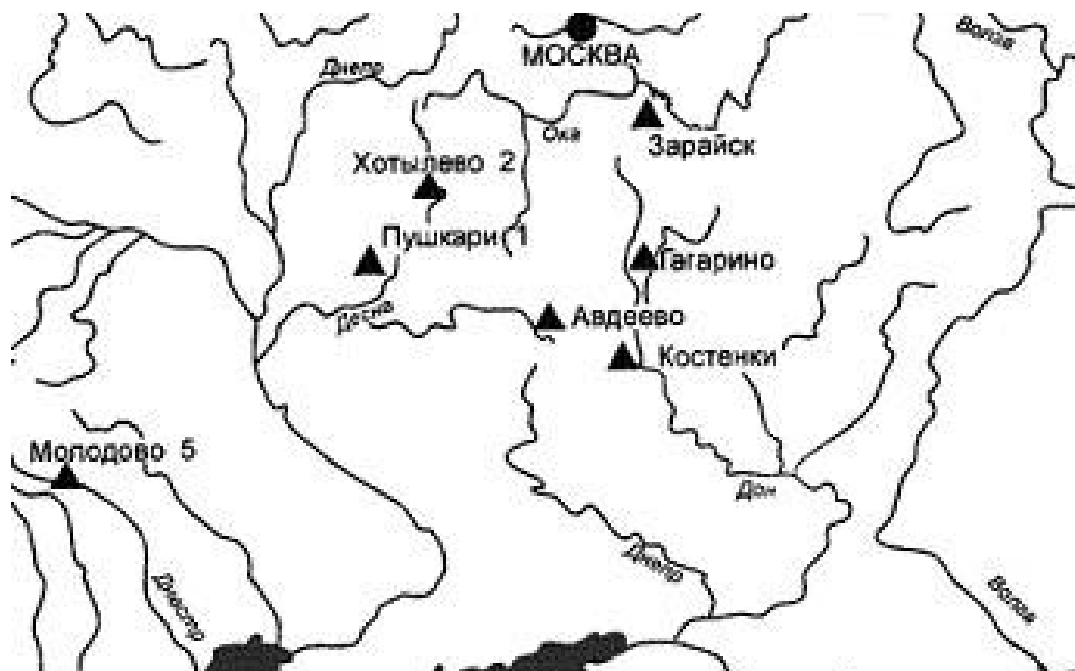 Волга
МОСКВА
Днепр
Ока
Зарайск
Хотылево 2
Пушкари 1
Гагарино
Десна
Авдеево
Костенки
Молодово 5
Дон
Днепр
Днестр
Волга